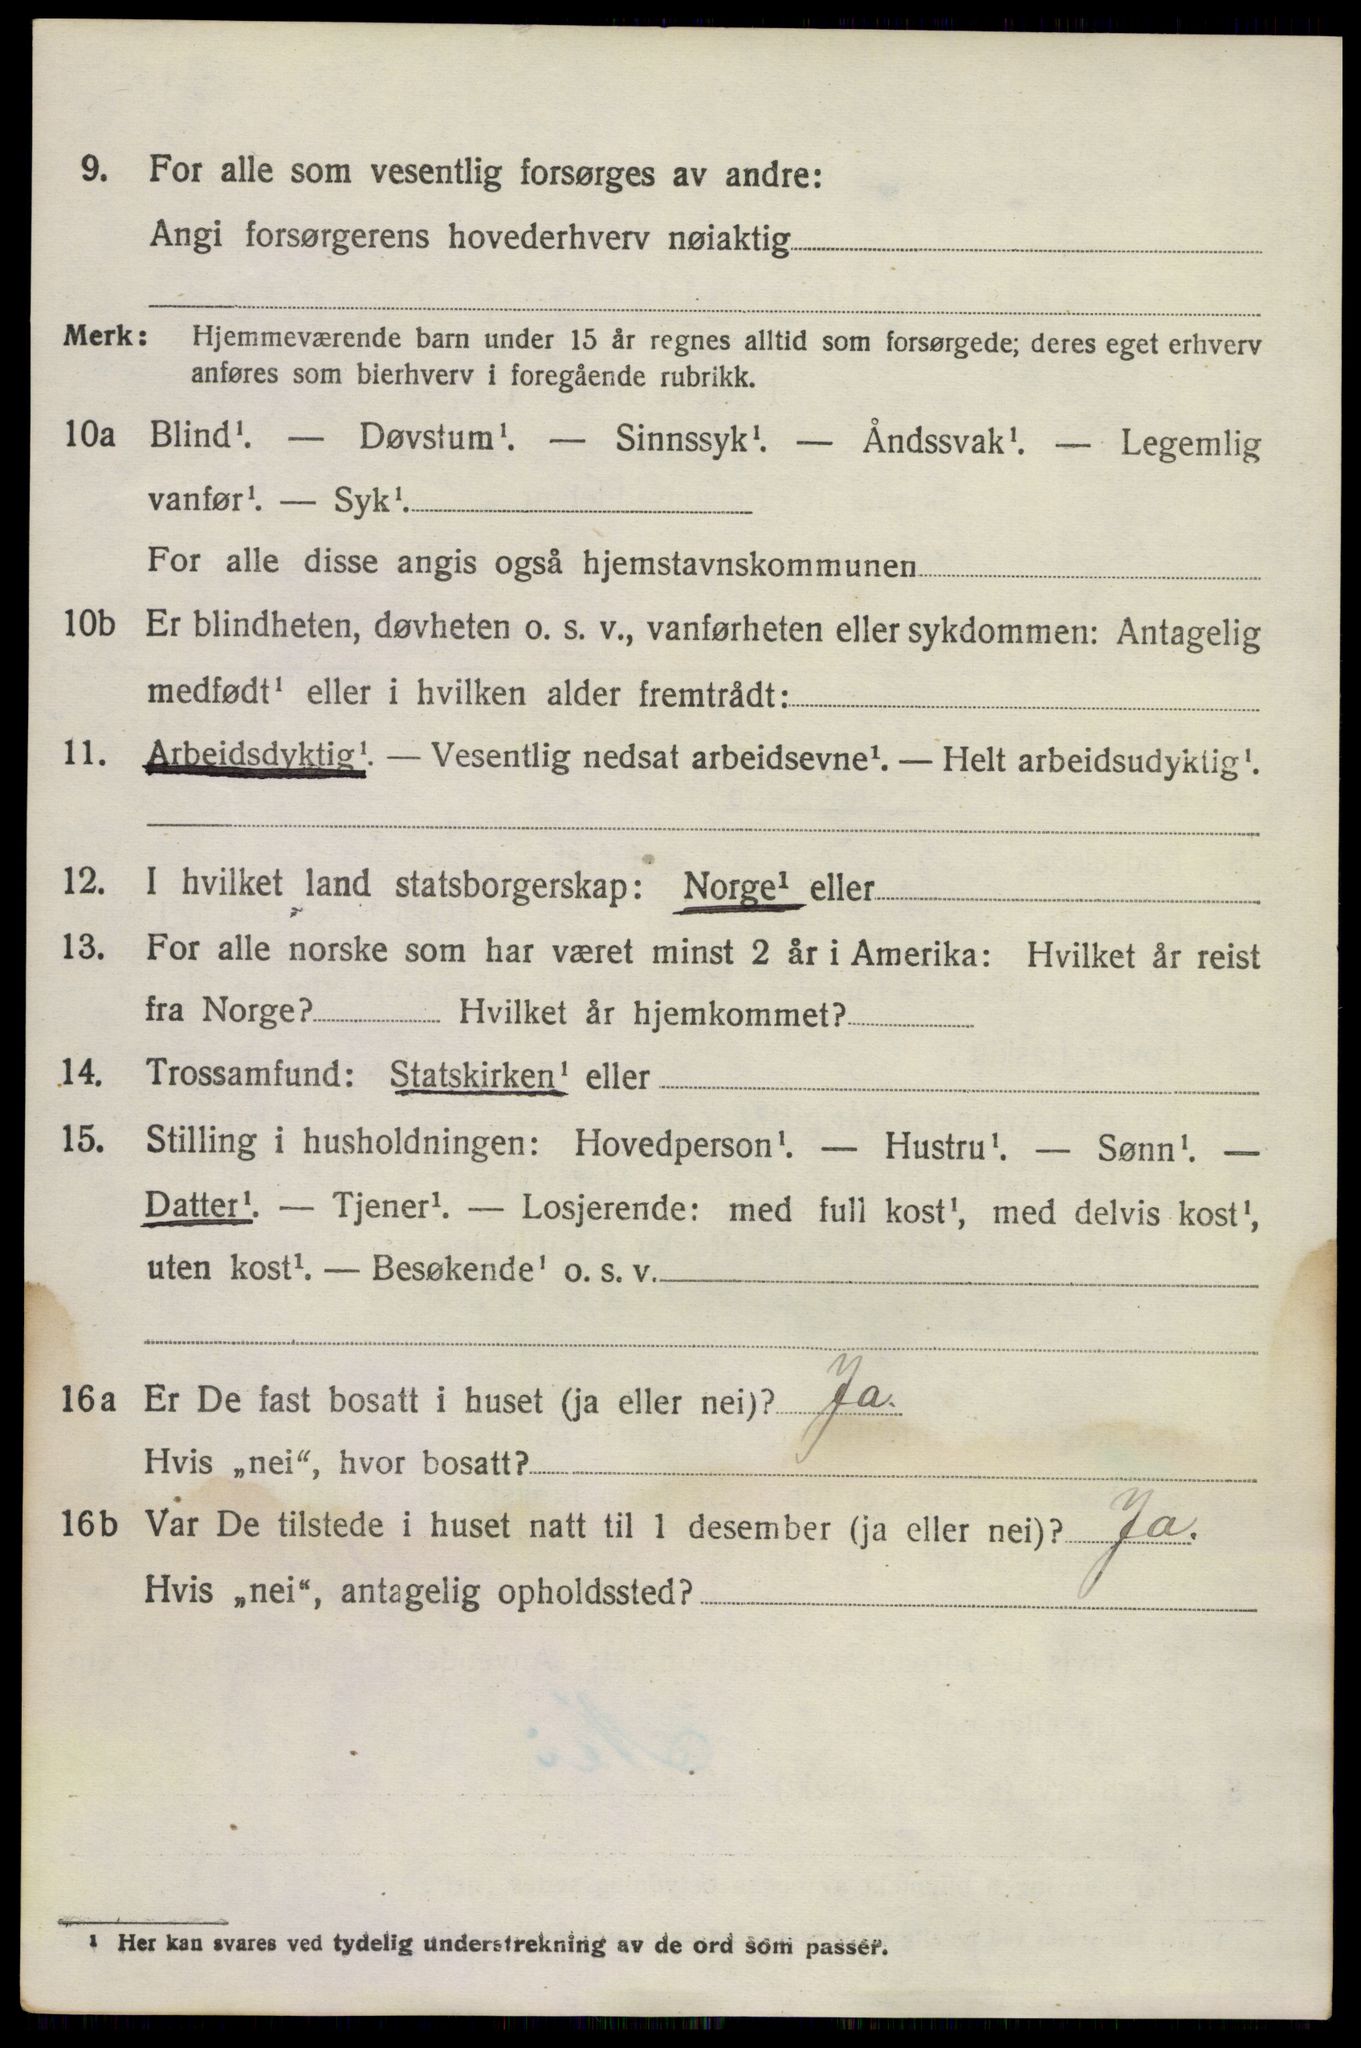 9. For alle som vesentlig forsørges av andre:
Angi forsørgerens hovederhverv nøiaktig
Merk: Hjemmeværende barn under 15 år regnes alltid som forsørgede; deres eget erhverv
anføres som bierhverv i foregående rubrikk.
10a Blind¹. — Døvstum¹. — Sinnssyk¹. — Åndssvak¹. — Legemlig
vanfør¹. — Syk¹.
For alle disse angis også hjemstavnskommunen
10b Er blindheten, døvheten o. s. v., vanførheten eller sykdommen: Antagelig
medfødt¹ eller i hvilken alder fremtrådt:
11. Arbeidsdyktig¹. — Vesentlig nedsat arbeidsevne¹. — Helt arbeidsudyktig¹.
12. I hvilket land statsborgerskap: Norge¹ eller
13. For alle norske som har været minst 2 år i Amerika: Hvilket år reist
fra Norge? Hvilket år hjemkommet?
14. Trossamfund: Statskirken¹ eller
15. Stilling i husholdningen: Hovedperson¹. — Hustru¹. — Sønn¹. —
Datter¹. — Tjener¹. — Losjerende: med full kost¹, med delvis kost¹,
uten kost¹. — Besøkende¹ o. s. v.
16a Er De fast bosatt i huset (ja eller nei)? Ja.
Hvis „nei“, hvor bosatt?
16b Var De tilstede i huset natt til 1 desember (ja eller nei)? Ja.
Hvis „nei“, antagelig opholdssted?
¹ Her kan svares ved tydelig understrekning av de ord som passer.